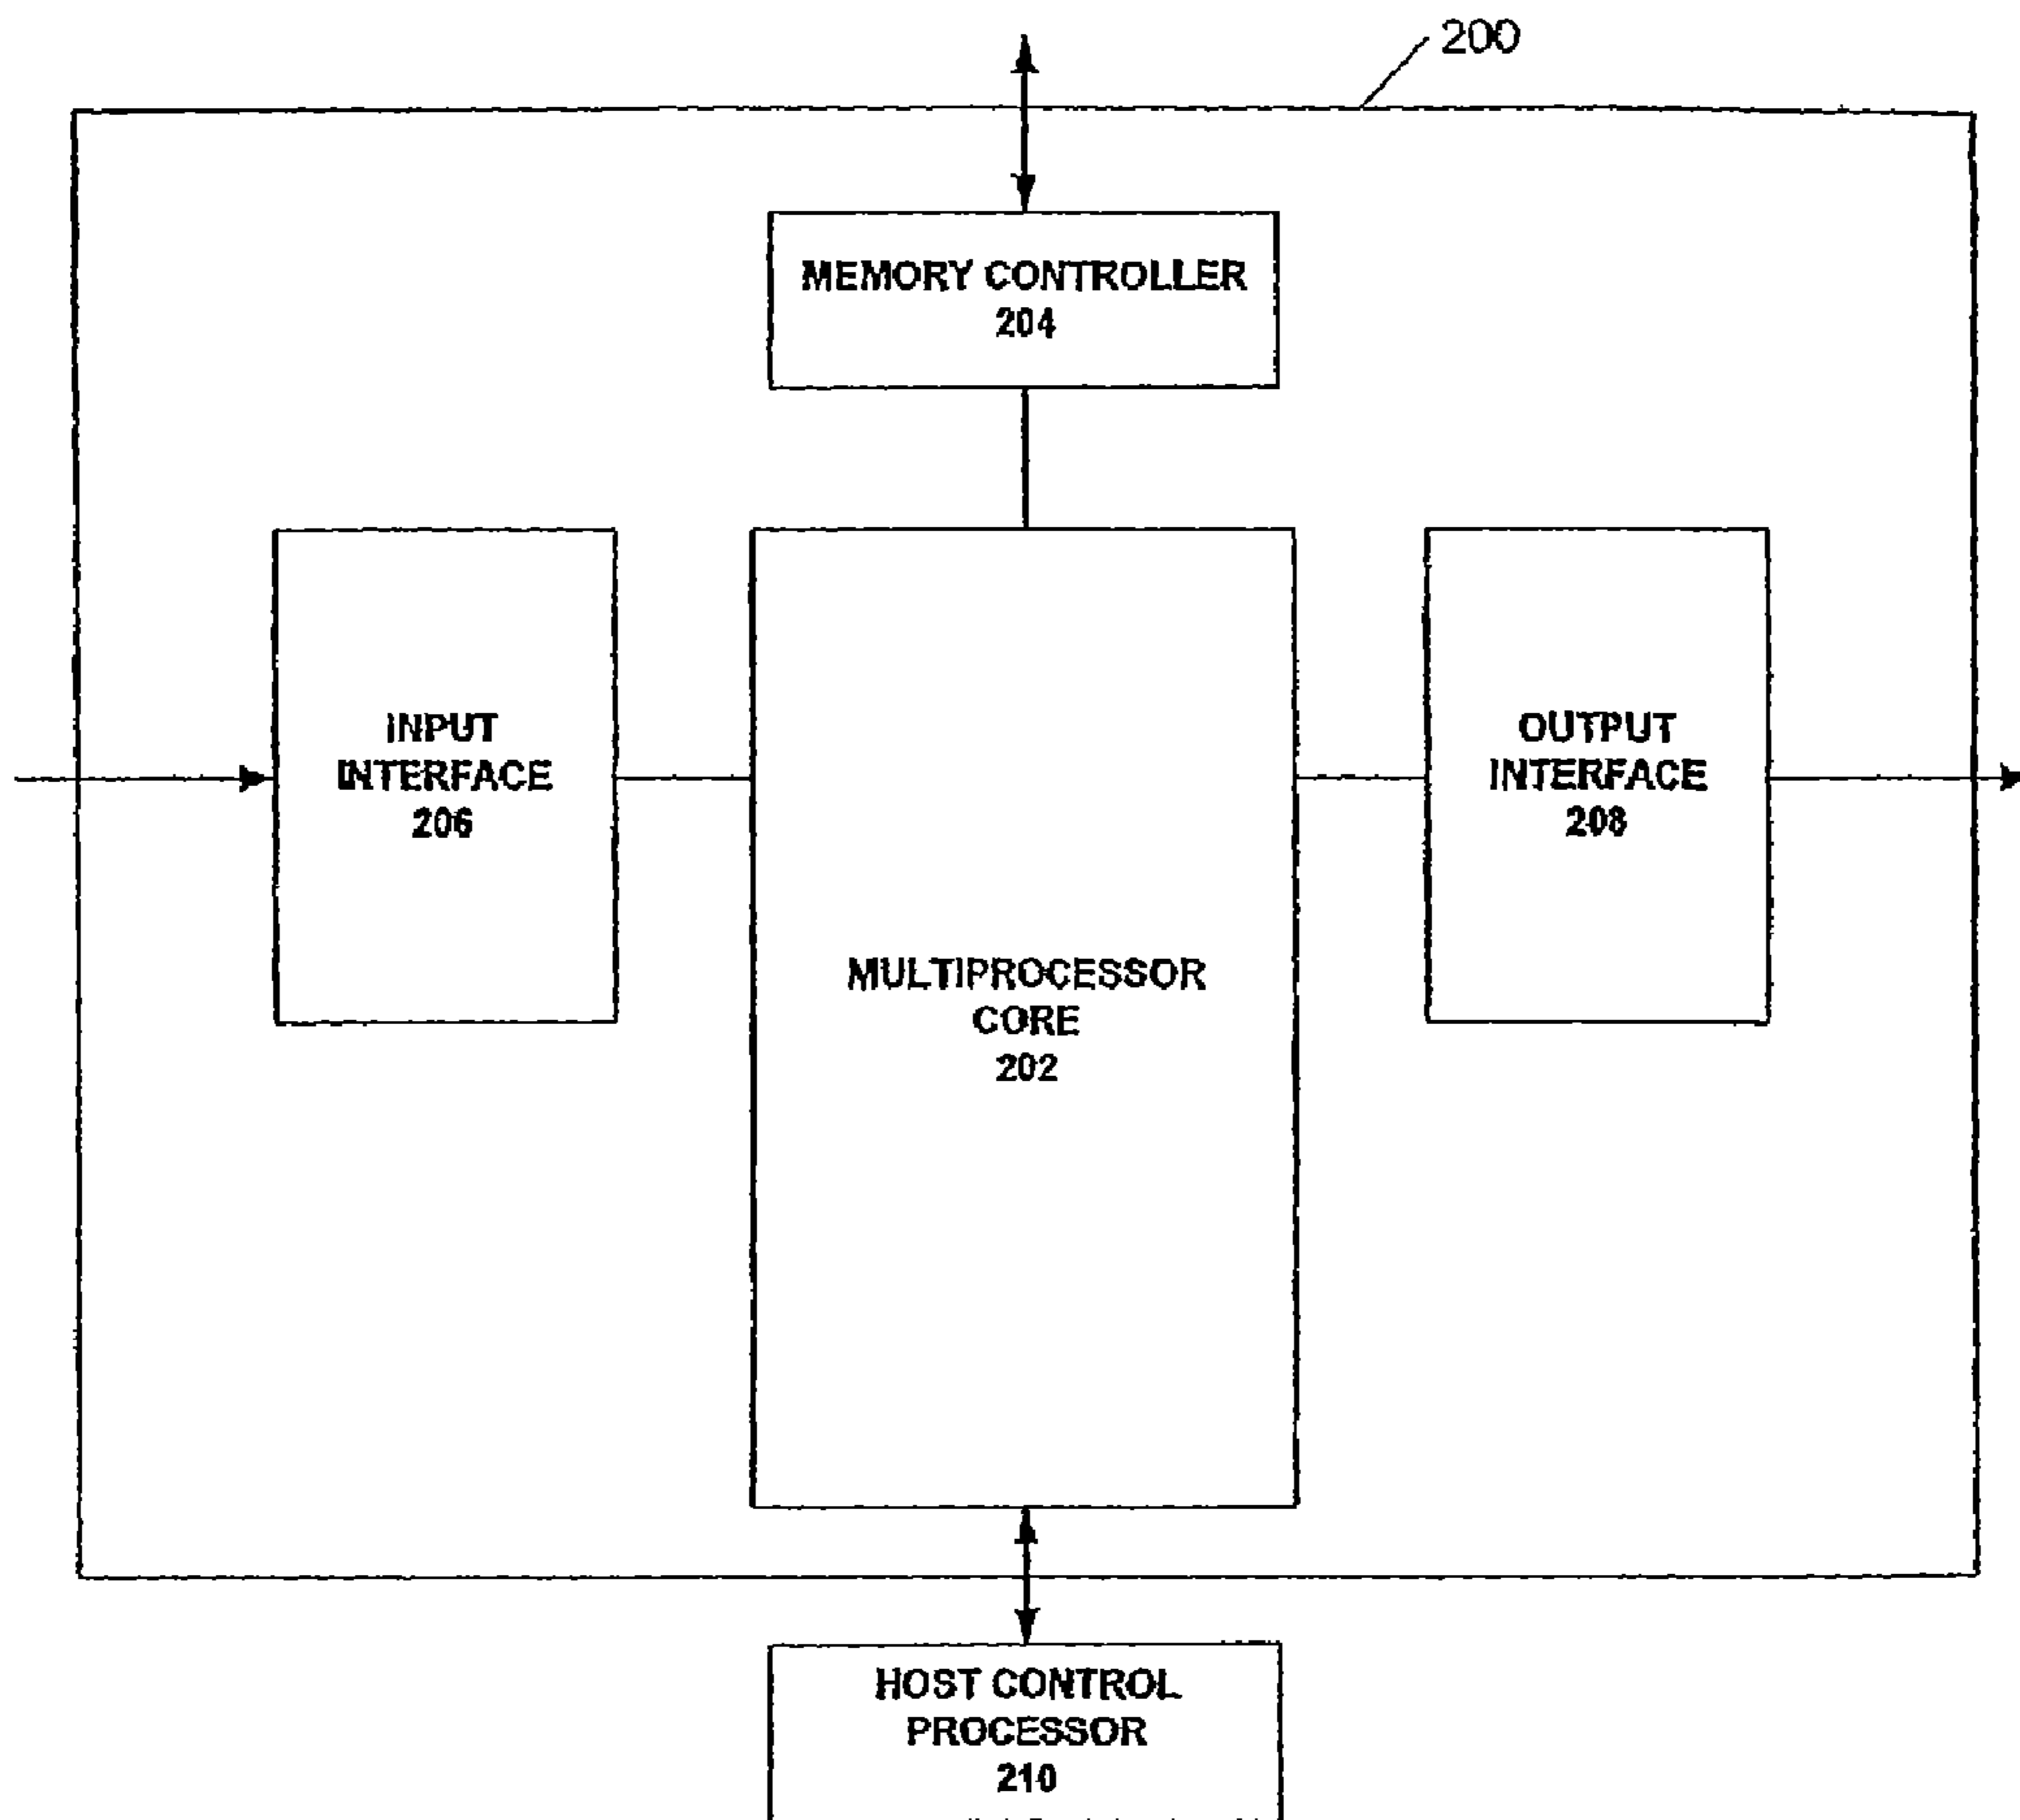 200
MEMORY CONTROLLER
204
INPUT
INTERFACE
206
OUTPUT
INTERFACE
208
MULTIPROCESSOR
CORE
202
HOST CONTROL
PROCESSOR
210